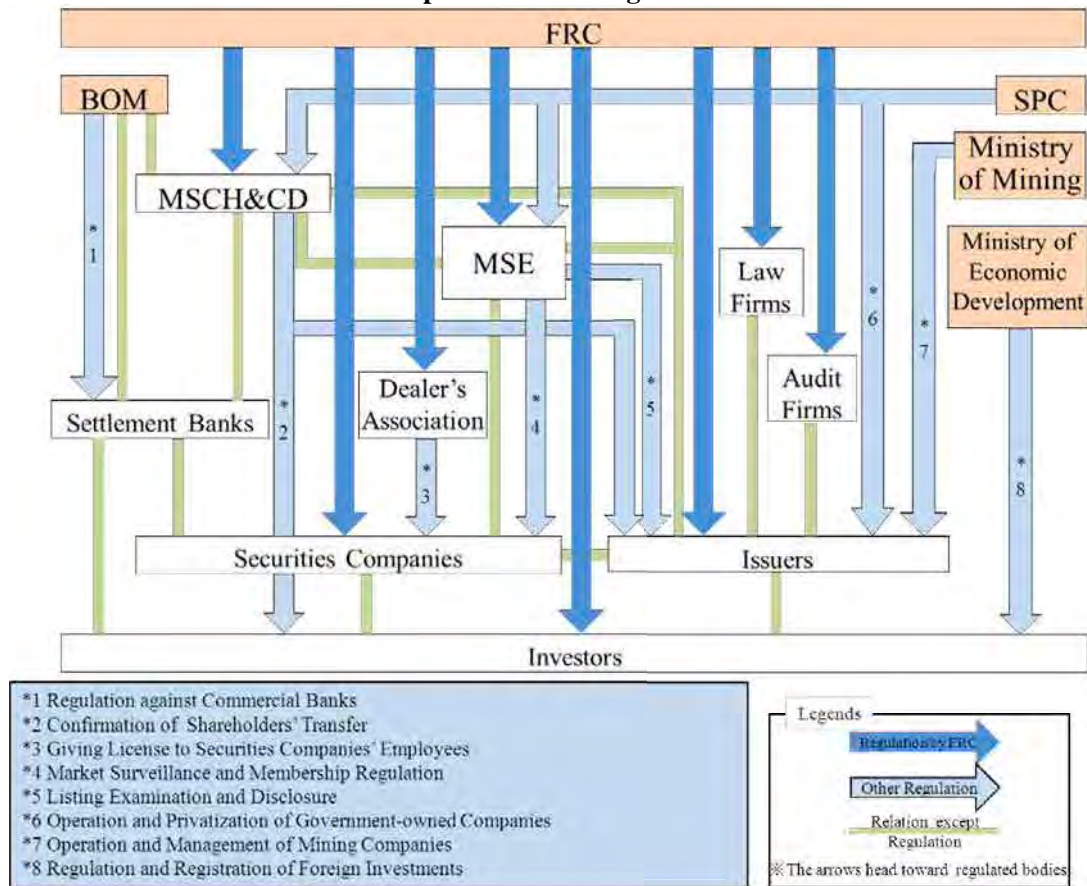 FRC
BOM
SPC
Ministry
of Mining
MSCH&CD
Ministry of
Economic
Development
MSE
Law
Firms
*
1
*
6
*
7
Dealer's
Association
Audit
Firms
Settlement Banks
*
2
*
4
*
5
*
3
*
8
Securities Companies
Issuers
Investors
*1 Regulation against Commercial Banks
*2 Confirmation of Shareholders' Transfer
*3 Giving License to Securities Companies' Employees
*4 Market Surveillance and Membership Regulation
*5 Listing Examination and Disclosure
*6 Operation and Privatization of Government-owned Companies
*7 Operation and Management of Mining Companies
*8 Regulation and Registration of Foreign Investments
Legends
Regulation by FRC
Other Regulation
Relation except
Regulation
※ The arrows head toward regulated bodies